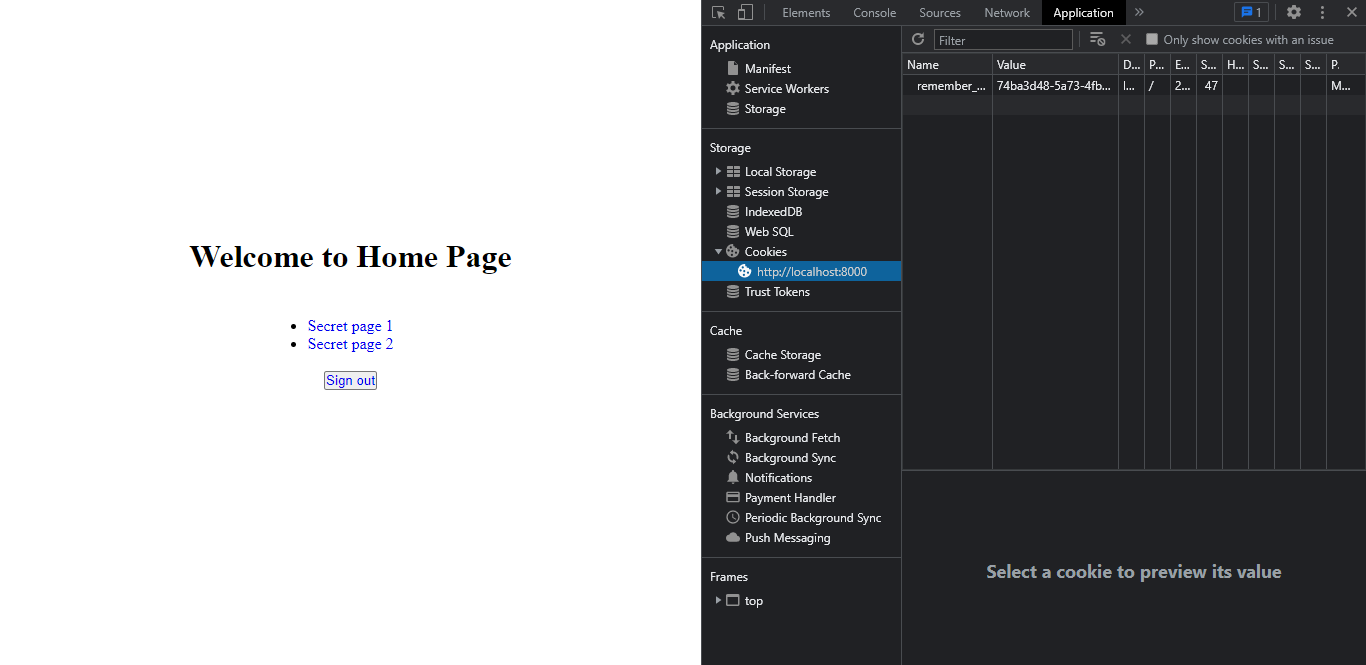 Welcome to Home Page
Secret page 1
Secret page 2
Sign out
Elements Console Sources Network Application 1
Application
Manifest
Service Workers
Storage
Storage
Local Storage
Session Storage
IndexedDB
Web SQL
Cookies
http://localhost:8000
Trust Tokens
Cache
Cache Storage
Back-forward Cache
Background Services
Background Fetch
Background Sync
Notifications
Payment Handler
Periodic Background Sync
Push Messaging
Frames
top
Filter Only show cookies with an issue
Name Value D... P... E... S... H... S... S... S... P.
remember_... 74ba3d48-5a73-4fb... l... / 2... 47 M...
Select a cookie to preview its value